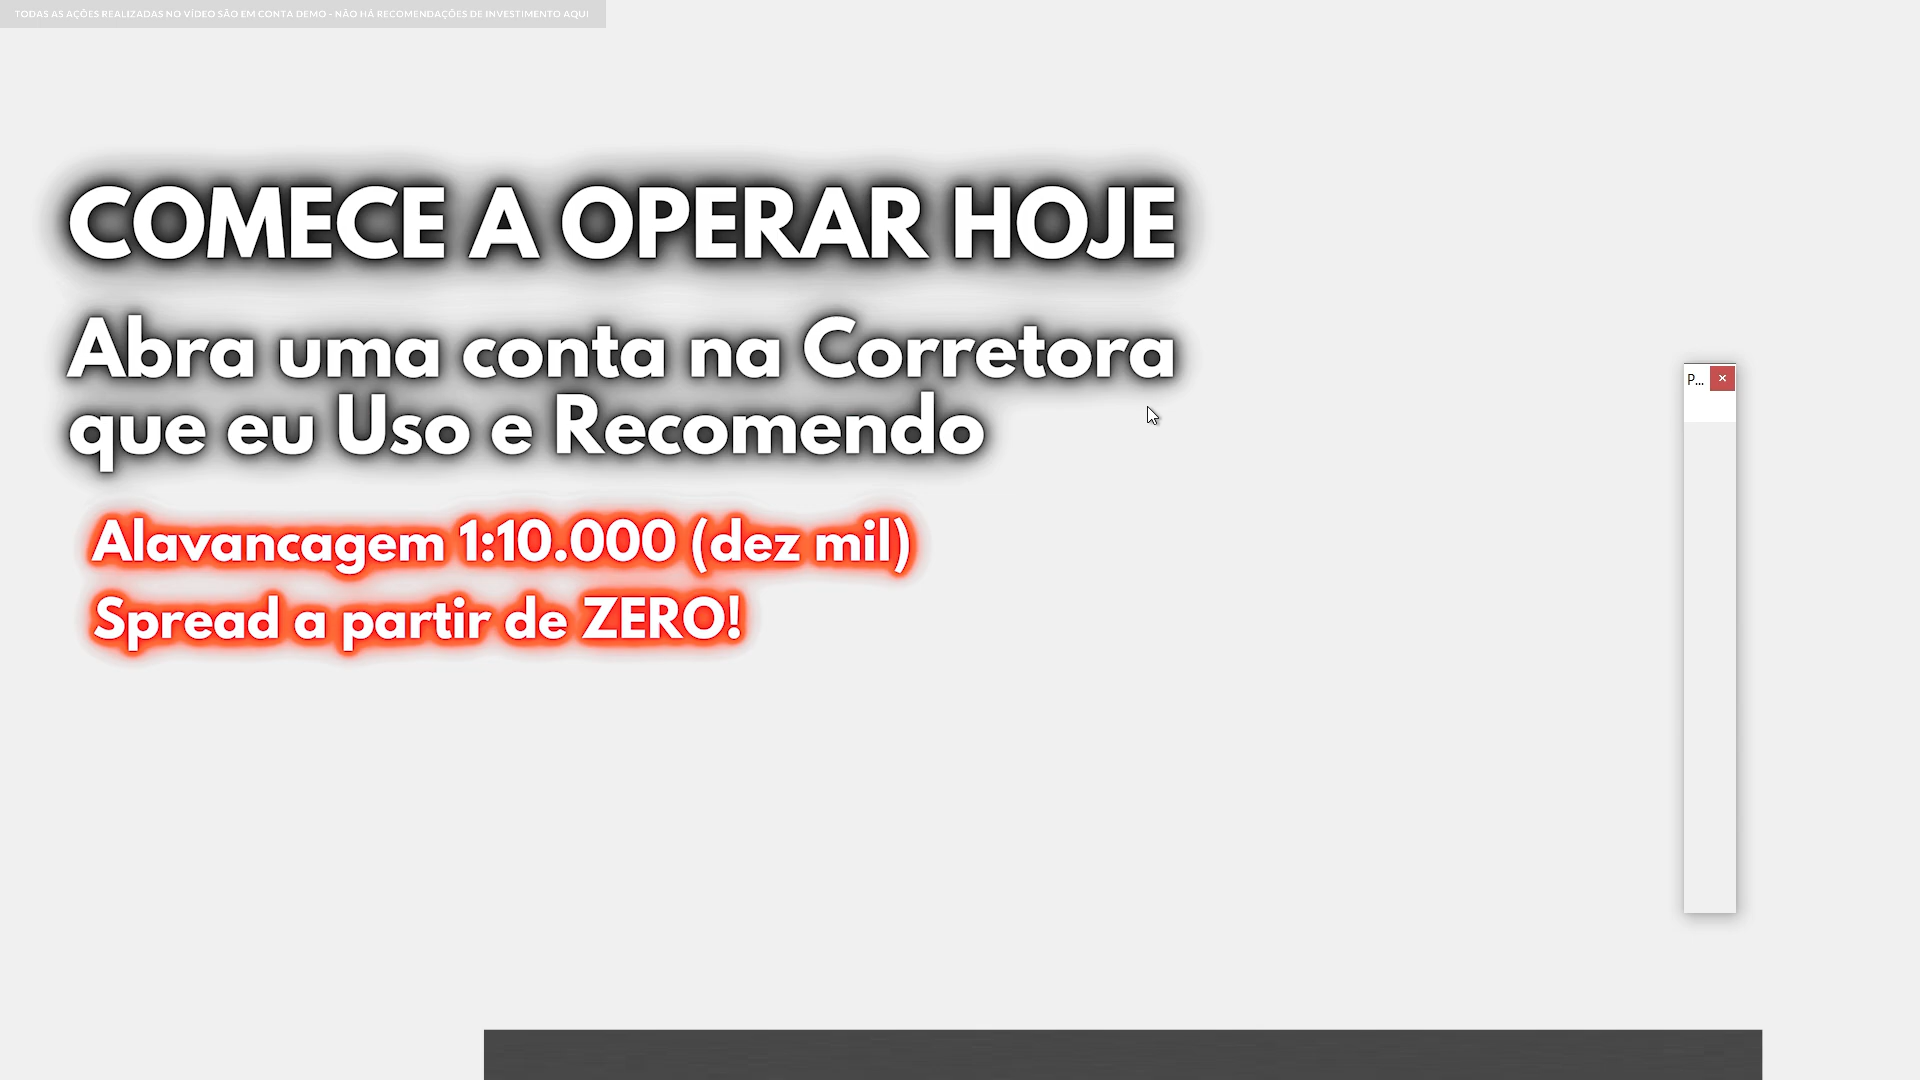 TODAS AS AÇÕES REALIZADAS NO VÍDEO SÃO EM CONTA DEMO - NÃO HÁ RECOMENDAÇÕES DE INVESTIMENTO AQUI
COMECE A OPERAR HOJE
Abra uma conta na Corretora
que eu Uso e Recomendo
P...
Alavancagem 1:10.000 (dez mil)
Spread a partir de ZERO!